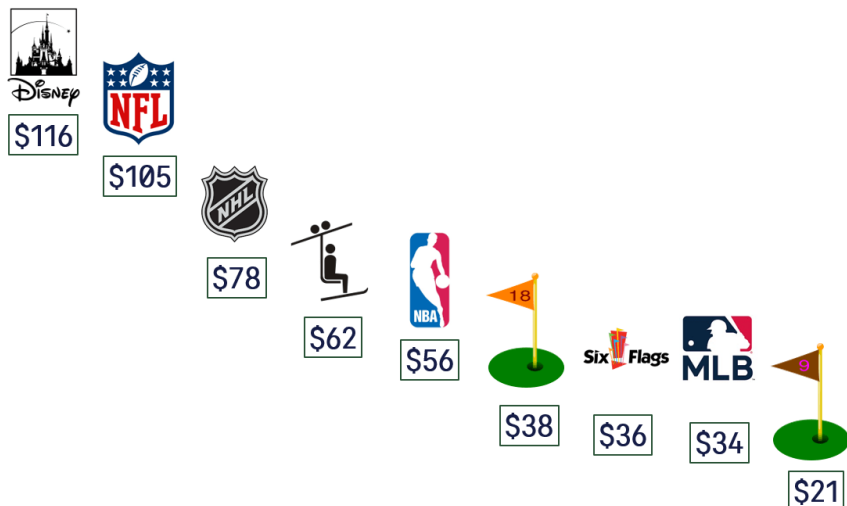 Disney
$116
NFL
$105
NHL
$78
$62
NBA
$56
18
$38
Six Flags
$36
MLB
$34
9
$21